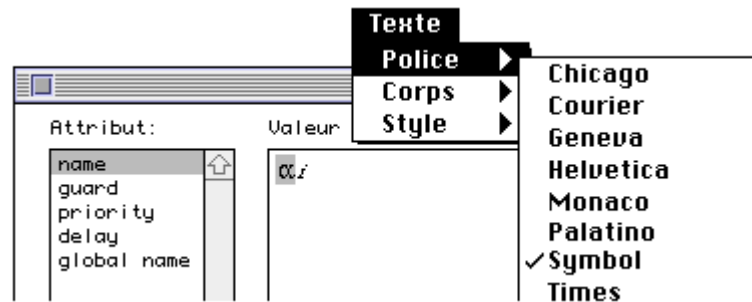 Texte
Police
Corps
Style
Chicago
Courier
Geneva
Helvetica
Monaco
Palatino
✓Symbol
Times
Attribut:
name
guard
priority
delay
global name
Valeur
αi